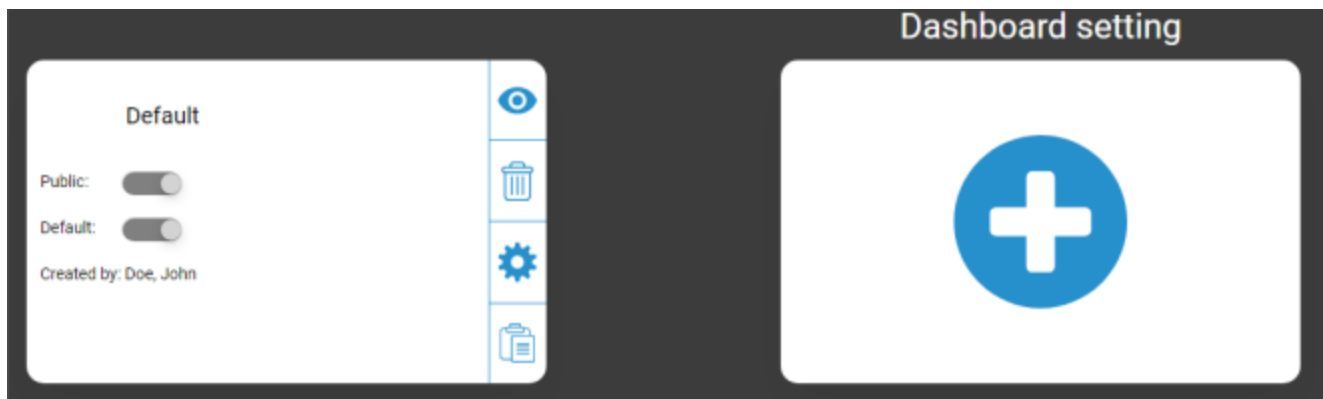 Dashboard setting
Default
Public:
Default:
Created by: Doe, John